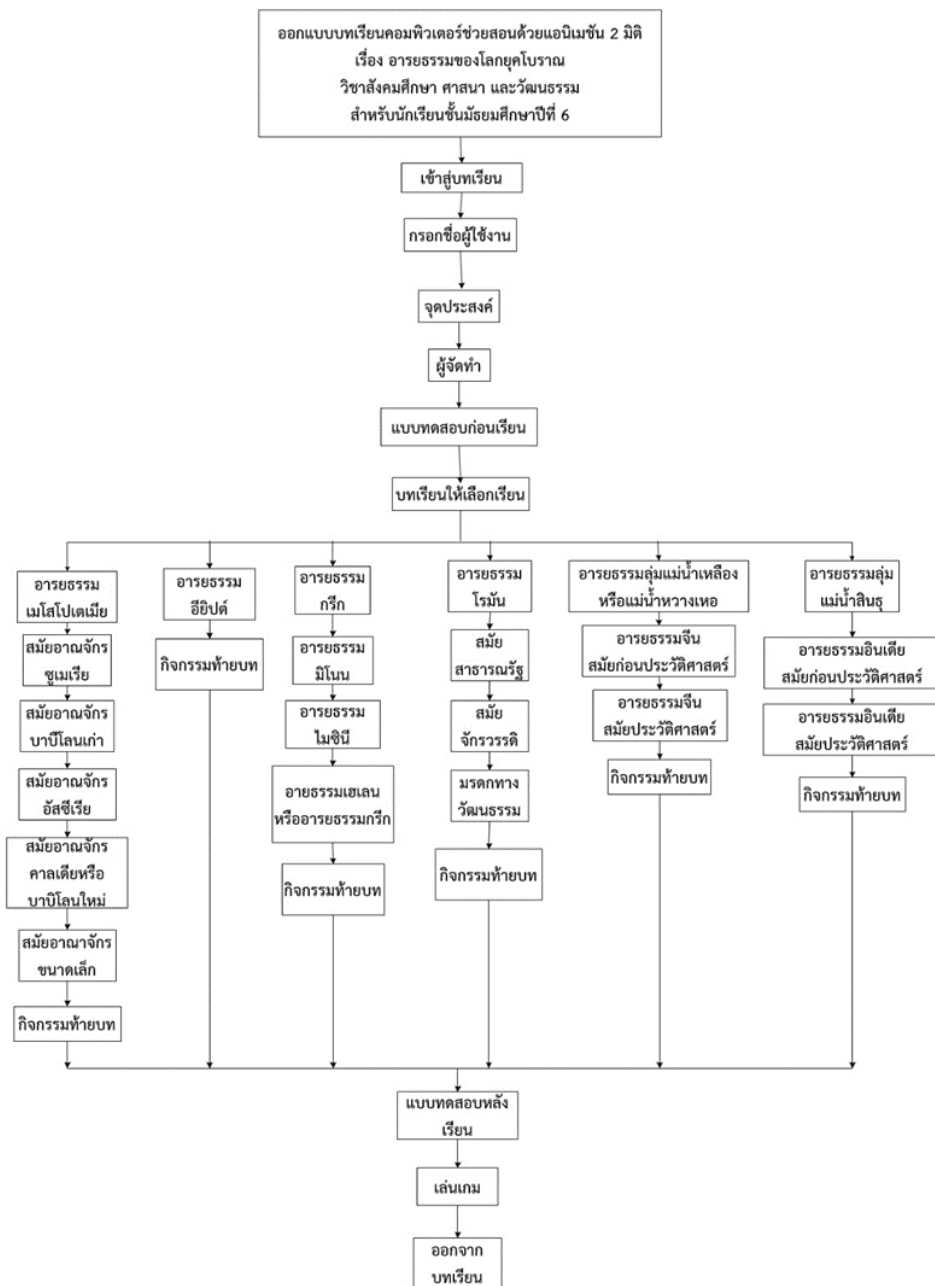 ออกแบบบทเรียนคอมพิวเตอร์ช่วยสอนด้วยแอนิเมชัน 2 มิติ
เรื่อง อารยธรรมของโลกยุคโบราณ
วิชาสังคมศึกษา ศาสนา และวัฒนธรรม
สำหรับนักเรียนชั้นมัธยมศึกษาปีที่ 6
เข้าสู่บทเรียน
กรอกชื่อผู้ใช้งาน
จุดประสงค์
ผู้จัดทำ
แบบทดสอบก่อนเรียน
บทเรียนให้เลือกเรียน
อารยธรรม
เมโสโปเตเมีย
สมัยอาณจักร
ซูเมเรีย
สมัยอาณจักร
บาบีโลนเก่า
สมัยอาณจักร
อัสซีเรีย
สมัยอาณจักร
คาลเดียหรือ
บาบิโลนใหม่
สมัยอาณาจักร
ขนาดเล็ก
กิจกรรมท้ายบท
อารยธรรม
อียิปต์
กิจกรรมท้ายบท
อารยธรรม
กรีก
อารยธรรม
มิโนน
อารยธรรม
ไมซินี
อายธรรมเฮเลน
หรืออารยธรรมกรีก
กิจกรรมท้ายบท
อารยธรรม
โรมัน
สมัย
สาธารณรัฐ
สมัย
จักรวรรดิ
มรดกทาง
วัฒนธรรม
กิจกรรมท้ายบท
อารยธรรมลุ่มแม่น้ำเหลือง
หรือแม่น้ำหวางเหอ
อารยธรรมจีน
สมัยก่อนประวัติศาสตร์
อารยธรรมจีน
สมัยประวัติศาสตร์
กิจกรรมท้ายบท
อารยธรรมลุ่ม
แม่น้ำสินธุ
อารยธรรมอินเดีย
สมัยก่อนประวัติศาสตร์
อารยธรรมอินเดีย
สมัยประวัติศาสตร์
กิจกรรมท้ายบท
แบบทดสอบหลัง
เรียน
เล่นเกม
ออกจาก
บทเรียน